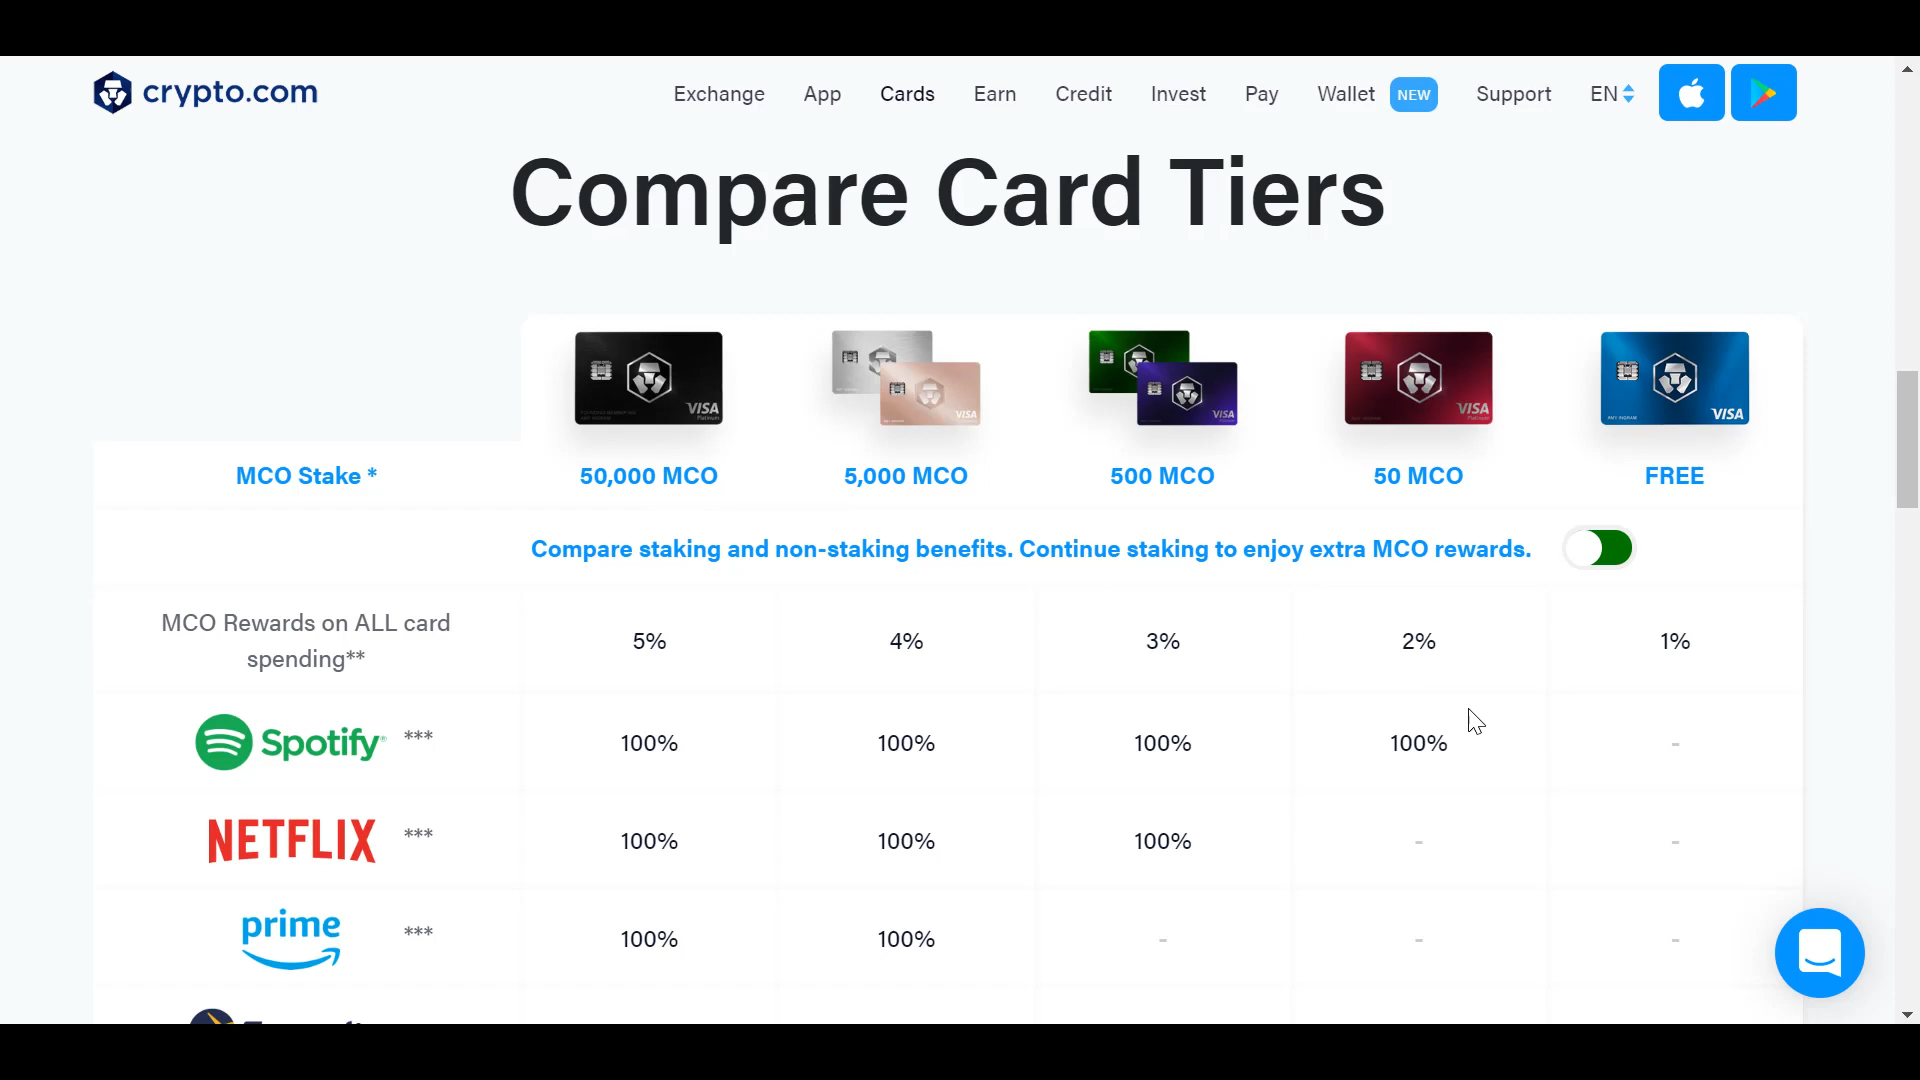 crypto.com
Exchange App Cards Earn Credit Invest Pay Wallet NEW Support EN
Compare Card Tiers
VISA
Platinum
VISA
VISA
VISA
Platinum
VISA
MCO Stake * 50,000 MCO 5,000 MCO 500 MCO 50 MCO FREE
Compare staking and non-staking benefits. Continue staking to enjoy extra MCO rewards.
MCO Rewards on ALL card
spending** 5% 4% 3% 2% 1%
Spotify® *** 100% 100% 100% 100% -
NETFLIX *** 100% 100% 100% - -
prime *** 100% 100% - - -